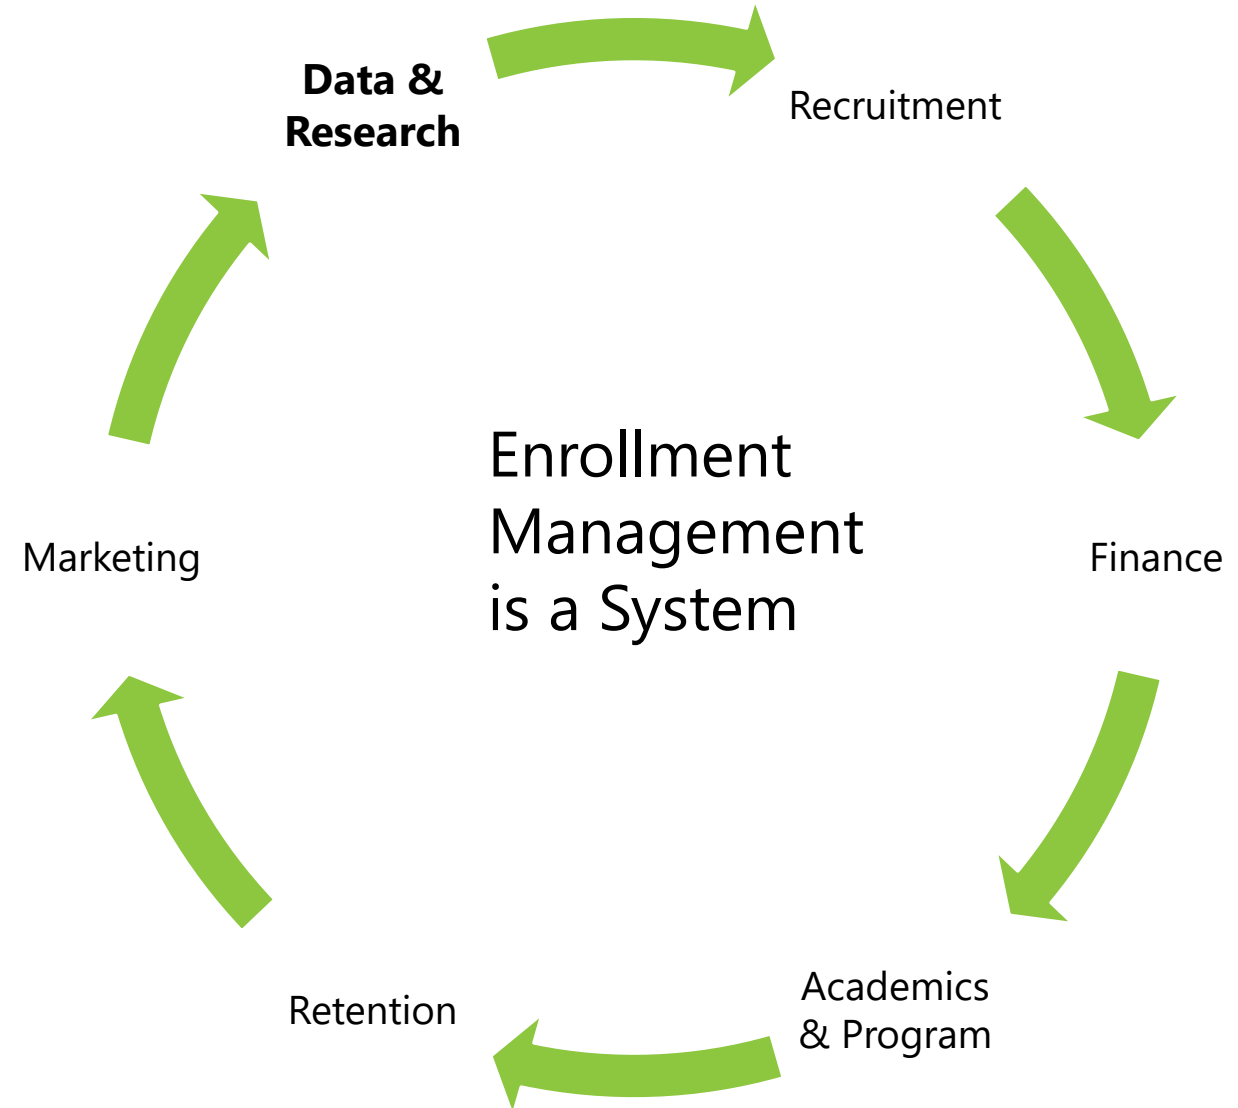 Data &
Research
Recruitment
Enrollment
Management
is a System
Marketing
Finance
Academics
& Program
Retention